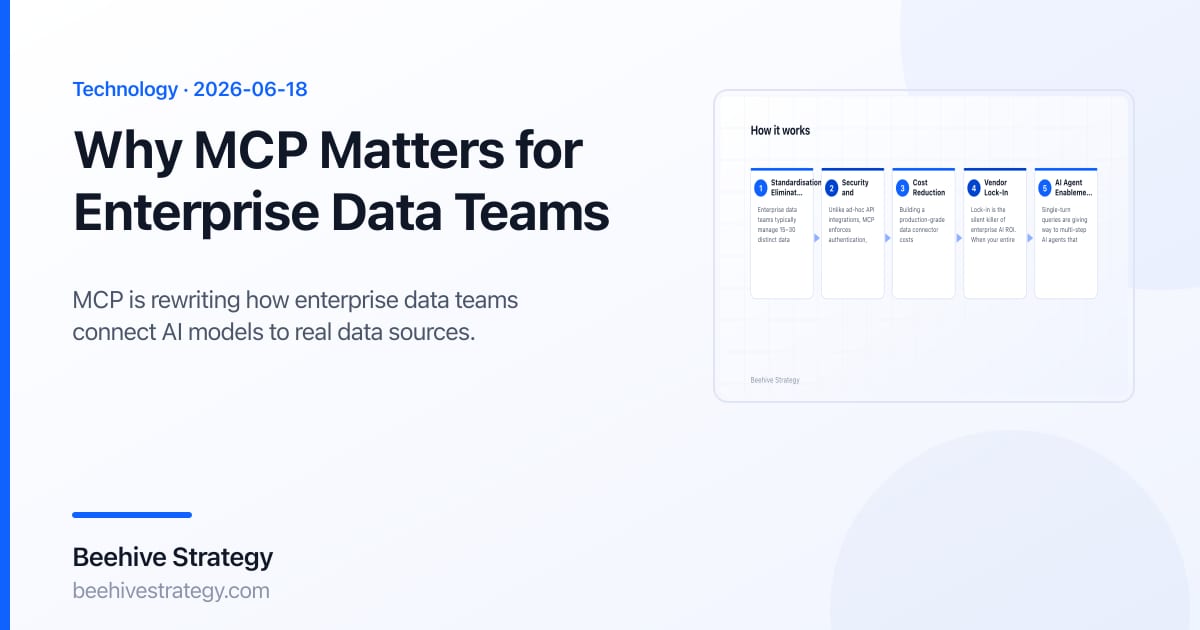 Technology · 2026-06-18
Why MCP Matters for
Enterprise Data Teams
MCP is rewriting how enterprise data teams
connect AI models to real data sources.
Beehive Strategy
beehivestrategy.com
How it works
1
Standardisation
Eliminat...
Enterprise data
teams typically
manage 15–30
distinct data
2
Security
and
Unlike ad-hoc API
integrations, MCP
enforces
authentication,
3
Cost
Reduction
Building a
production-grade
data connector
costs
4
Vendor
Lock-In
Lock-in is the
silent killer of
enterprise AI ROI.
When your entire
5
AI Agent
Enableme...
Single-turn
queries are giving
way to multi-step
AI agents that
Beehive Strategy